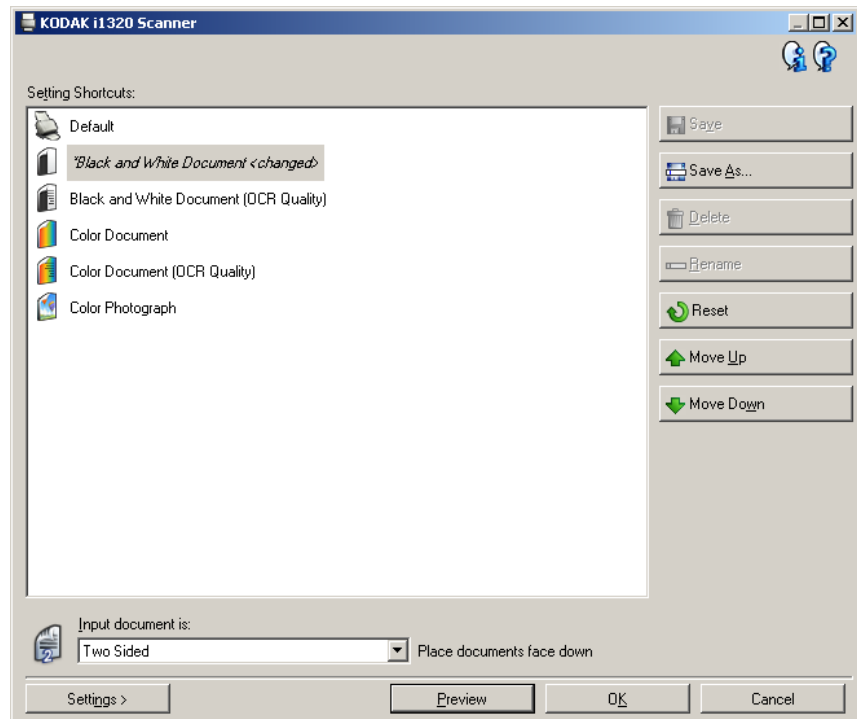 KODAK i1320 Scanner
Setting Shortcuts:
Default
*Black and White Document <changed>
Black and White Document (OCR Quality)
Color Document
Color Document (OCR Quality)
Color Photograph
Save
Save As...
Delete
Rename
Reset
Move Up
Move Down
Input document is:
2
Two Sided
Place documents face down
Settings >
Preview
OK
Cancel